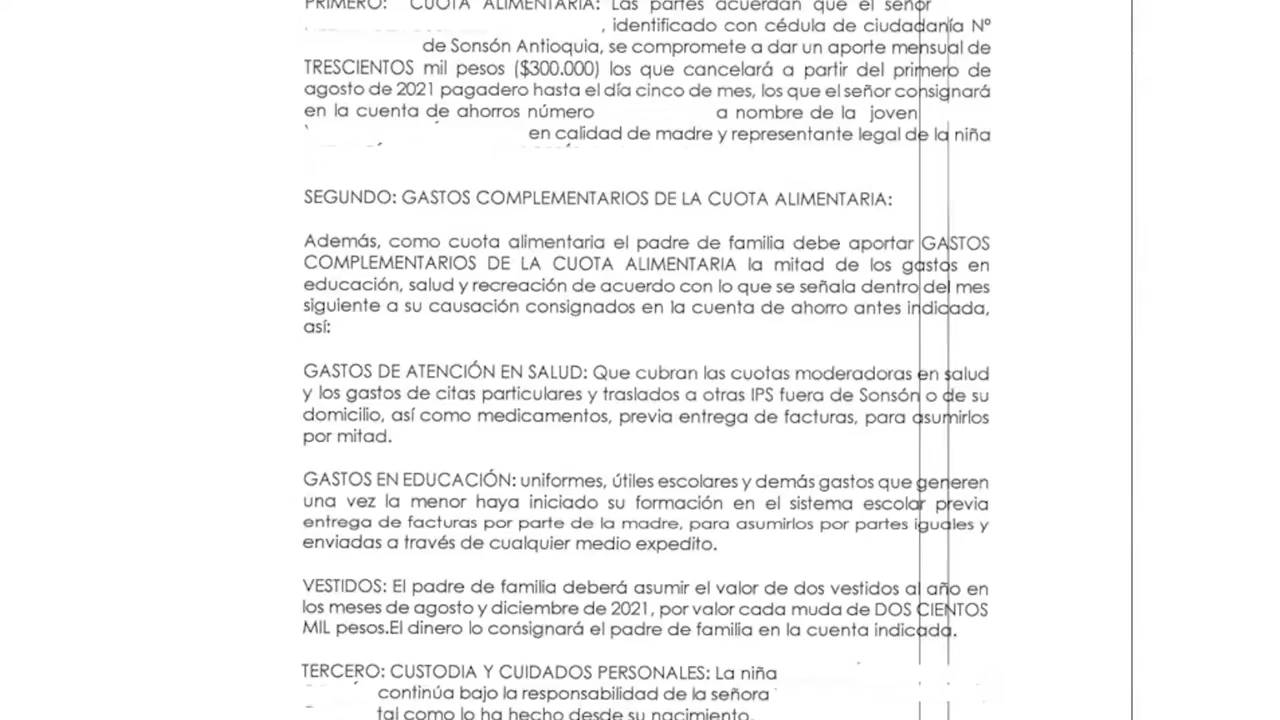 PRIMERO: CUOTA ALIMENTARIA: Las partes acuerdan que el señor
, identificado con cédula de ciudadanía Nº
de Sonsón Antioquia, se compromete a dar un aporte mensual de
TRESCIENTOS mil pesos ($300.000) los que cancelará a partir del primero de
agosto de 2021 pagadero hasta el día cinco de mes, los que el señor consignará
en la cuenta de ahorros número a nombre de la joven
en calidad de madre y representante legal de la niña
SEGUNDO: GASTOS COMPLEMENTARIOS DE LA CUOTA ALIMENTARIA:
Además, como cuota alimentaria el padre de familia debe aportar GASTOS
COMPLEMENTARIOS DE LA CUOTA ALIMENTARIA la mitad de los gastos en
educación, salud y recreación de acuerdo con lo que se señala dentro del mes
siguiente a su causación consignados en la cuenta de ahorro antes indicada,
así:
GASTOS DE ATENCIÓN EN SALUD: Que cubran las cuotas moderadoras en salud
y los gastos de citas particulares y traslados a otras IPS fuera de Sonsón o de su
domicilio, así como medicamentos, previa entrega de facturas, para asumirlos
por mitad.
GASTOS EN EDUCACIÓN: uniformes, útiles escolares y demás gastos que generen
una vez la menor haya iniciado su formación en el sistema escolar previa
entrega de facturas por parte de la madre, para asumirlos por partes iguales y
enviadas a través de cualquier medio expedito.
VESTIDOS: El padre de familia deberá asumir el valor de dos vestidos al año en
los meses de agosto y diciembre de 2021, por valor cada muda de DOS CIENTOS
MIL pesos.El dinero lo consignará el padre de familia en la cuenta indicada.
TERCERO: CUSTODIA Y CUIDADOS PERSONALES: La niña
continúa bajo la responsabilidad de la señora
tal como lo ha hecho desde su nacimiento.